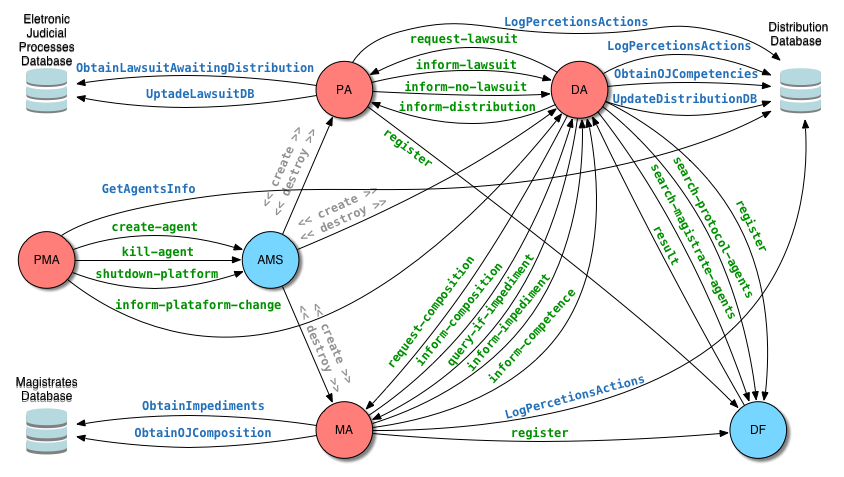 Eletronic
Judicial
Processes
Database
LogPercetionsActions
Distribution
Database
request-lawsuit
LogPercetionsActions
ObtainLawsuitAwaitingDistribution
inform-lawsuit
ObtainOJCompetencies
PA
inform-no-lawsuit
DA
UptadeLawsuitDB
UpdateDistributionDB
inform-distribution
register
<< create >>
<< destroy >>
search-protocol-agents
search-magistrate-agents
register
result
GetAgentsInfo
<< create >>
<< destroy >>
create-agent
PMA
kill-agent
AMS
shutdown-platform
inform-plataform-change
<< create >>
<< destroy >>
request-composition
inform-composition
query-if-impediment
inform-impediment
inform-competence
Magistrates
Database
ObtainImpediments
LogPercetionsActions
ObtainOJComposition
MA
register
DF